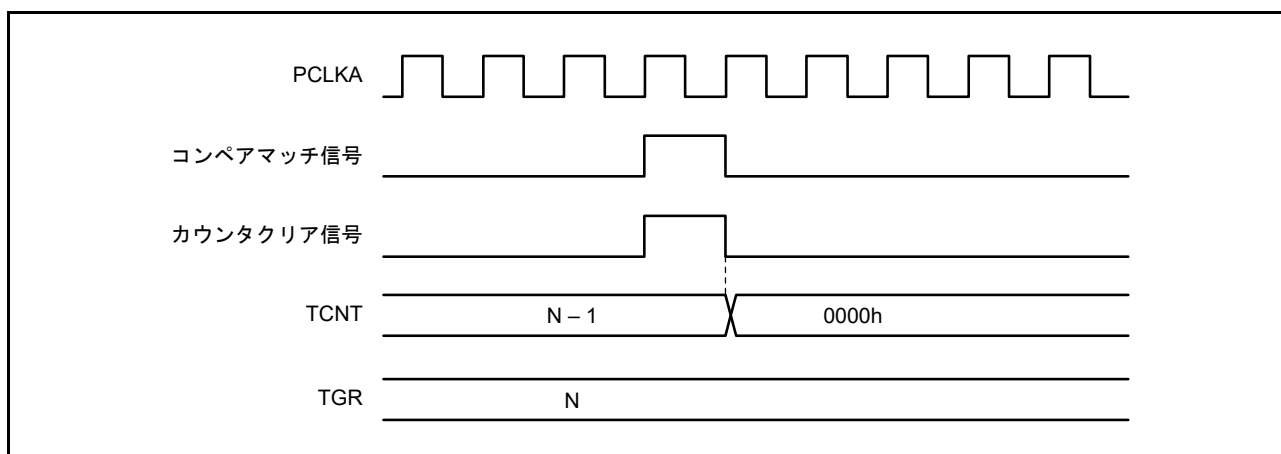 PCLKA
コンペアマッチ信号
カウンタクリア信号
TCNT N – 1 0000h
TGR N